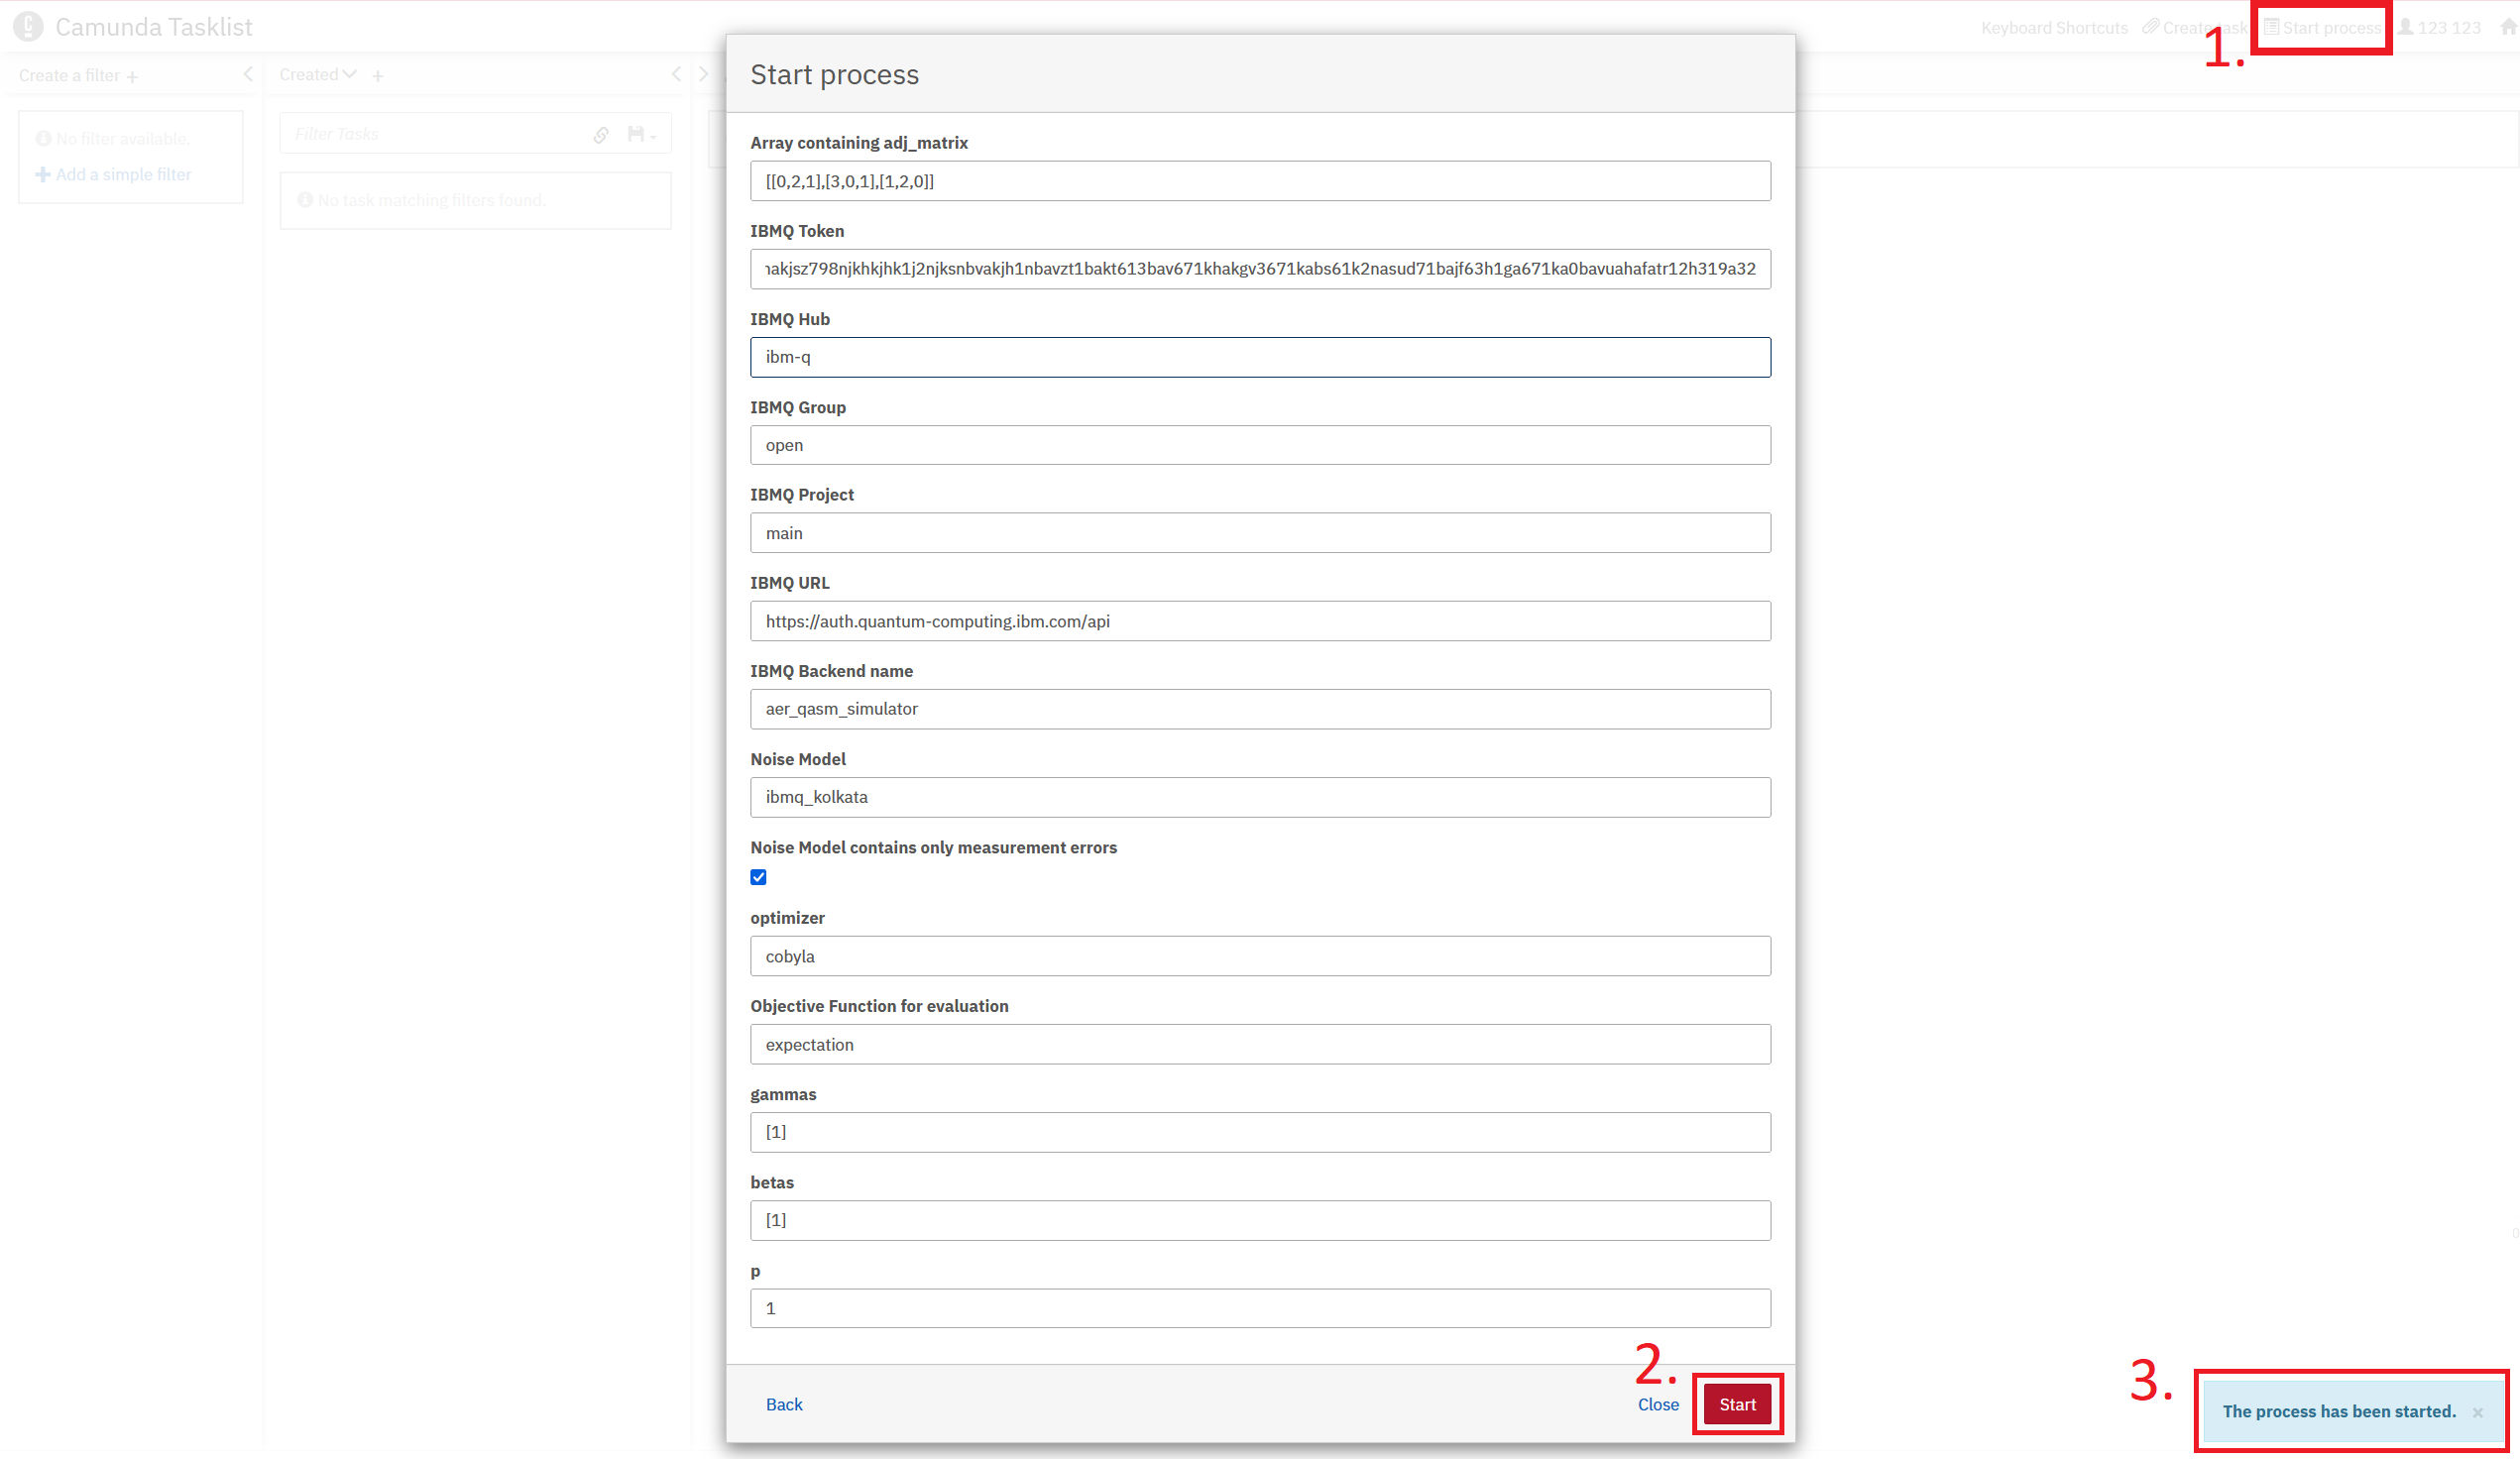 Camunda Tasklist
Keyboard Shortcuts Create task Start process 123 123
1.
Create a filter +
Created +
No filter available.
Add a simple filter
Filter Tasks
No task matching filters found.
Start process
Array containing adj_matrix
[[0,2,1],[3,0,1],[1,2,0]]
IBMQ Token
akjsz798njkhkjhk1j2njksnbvakjh1nbavzt1bakt613bav671khakgv3671kabs61k2nasud71bajf63h1ga671ka0bavuahafatr12h319a32
IBMQ Hub
ibm-q
IBMQ Group
open
IBMQ Project
main
IBMQ URL
https://auth.quantum-computing.ibm.com/api
IBMQ Backend name
aer_qasm_simulator
Noise Model
ibmq_kolkata
Noise Model contains only measurement errors
optimizer
cobyla
Objective Function for evaluation
expectation
gammas
[1]
betas
[1]
p
1
2.
Back
Close
Start
3.
The process has been started. ×